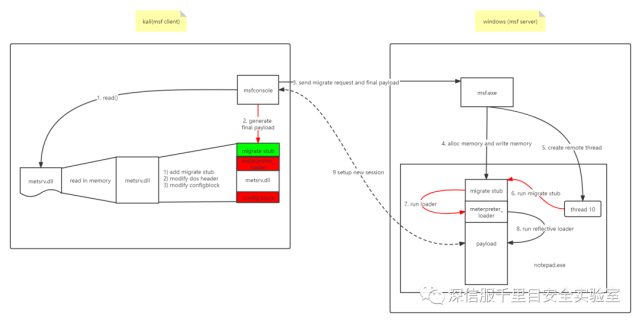 kali(msf client)
windows (msf server)
1. read()
msfconsole
3. send migrate request and final payload
msf.exe
2. generate
final payload
4. alloc memory and write memory
5. create remote thread
migrate stub
metsrv.dll
read in memory
metsrv.dll
1) add migrate stub
2) modify dos header
3) modify configblock
metsrv.dll
9 setup new session
migrate stub
6. run migrate stub
7. run loader
meterpreter_
loader
thread 10
8. run reflective loader
payload
notepad.exe
深信服千里目安全实验室